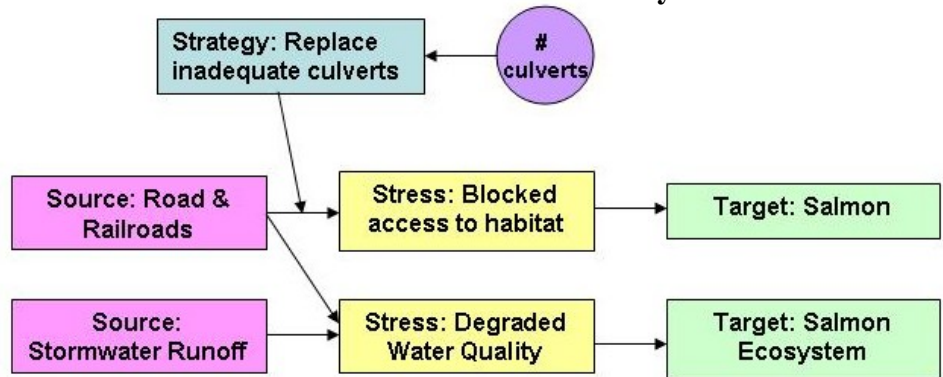 Strategy: Replace
inadequate culverts
#
culverts
Source: Road &
Railroads
Stress: Blocked
access to habitat
Target: Salmon
Source:
Stormwater Runoff
Stress: Degraded
Water Quality
Target: Salmon
Ecosystem